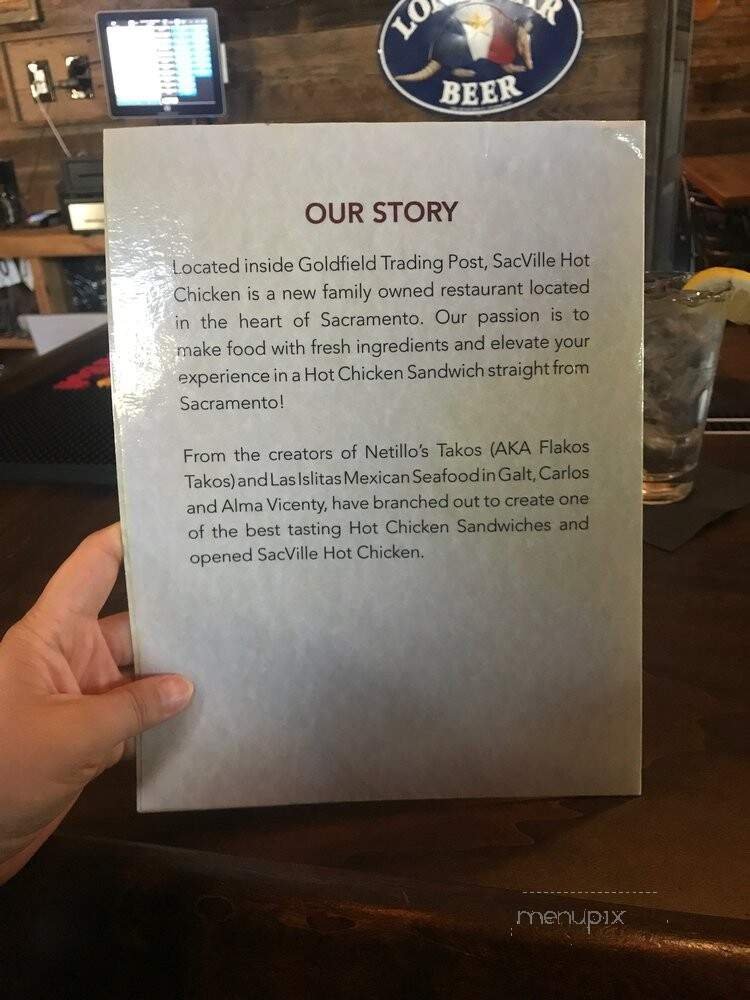 BEER
OUR STORY
Located inside Goldfield Trading Post, SacVille Hot
Chicken is a new family owned restaurant located
in the heart of Sacramento. Our passion is to
make food with fresh ingredients and elevate your
experience in a Hot Chicken Sandwich straight from
Sacramento!
From the creators of Netillo's Takos (AKA Flakos
Takos) and Las Islitas Mexican Seafood in Galt, Carlos
and Alma Vicenty, have branched out to create one
of the best tasting Hot Chicken Sandwiches and
opened SacVille Hot Chicken.
menupix